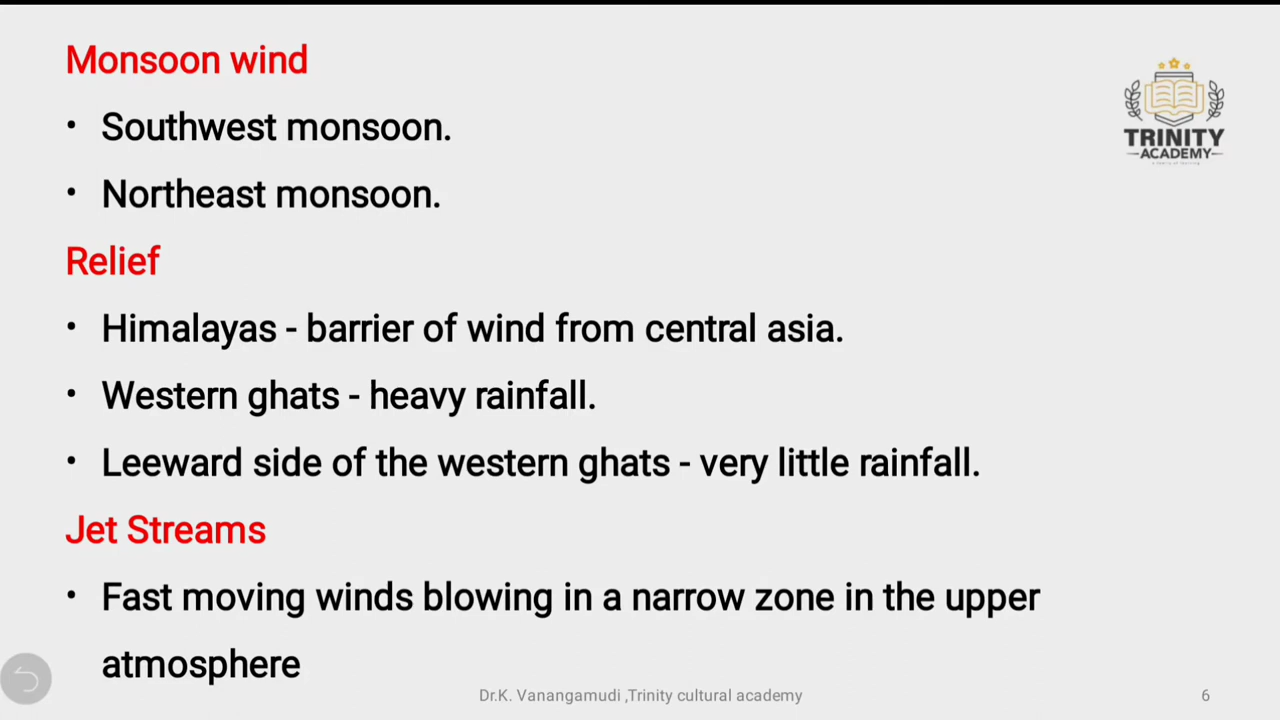 Monsoon wind
• Southwest monsoon.
• Northeast monsoon.
Relief
• Himalayas - barrier of wind from central asia.
• Western ghats - heavy rainfall.
• Leeward side of the western ghats - very little rainfall.
Jet Streams
• Fast moving winds blowing in a narrow zone in the upper
atmosphere
TRINITY
ACADEMY
Dr.K. Vanangamudi ,Trinity cultural academy
6